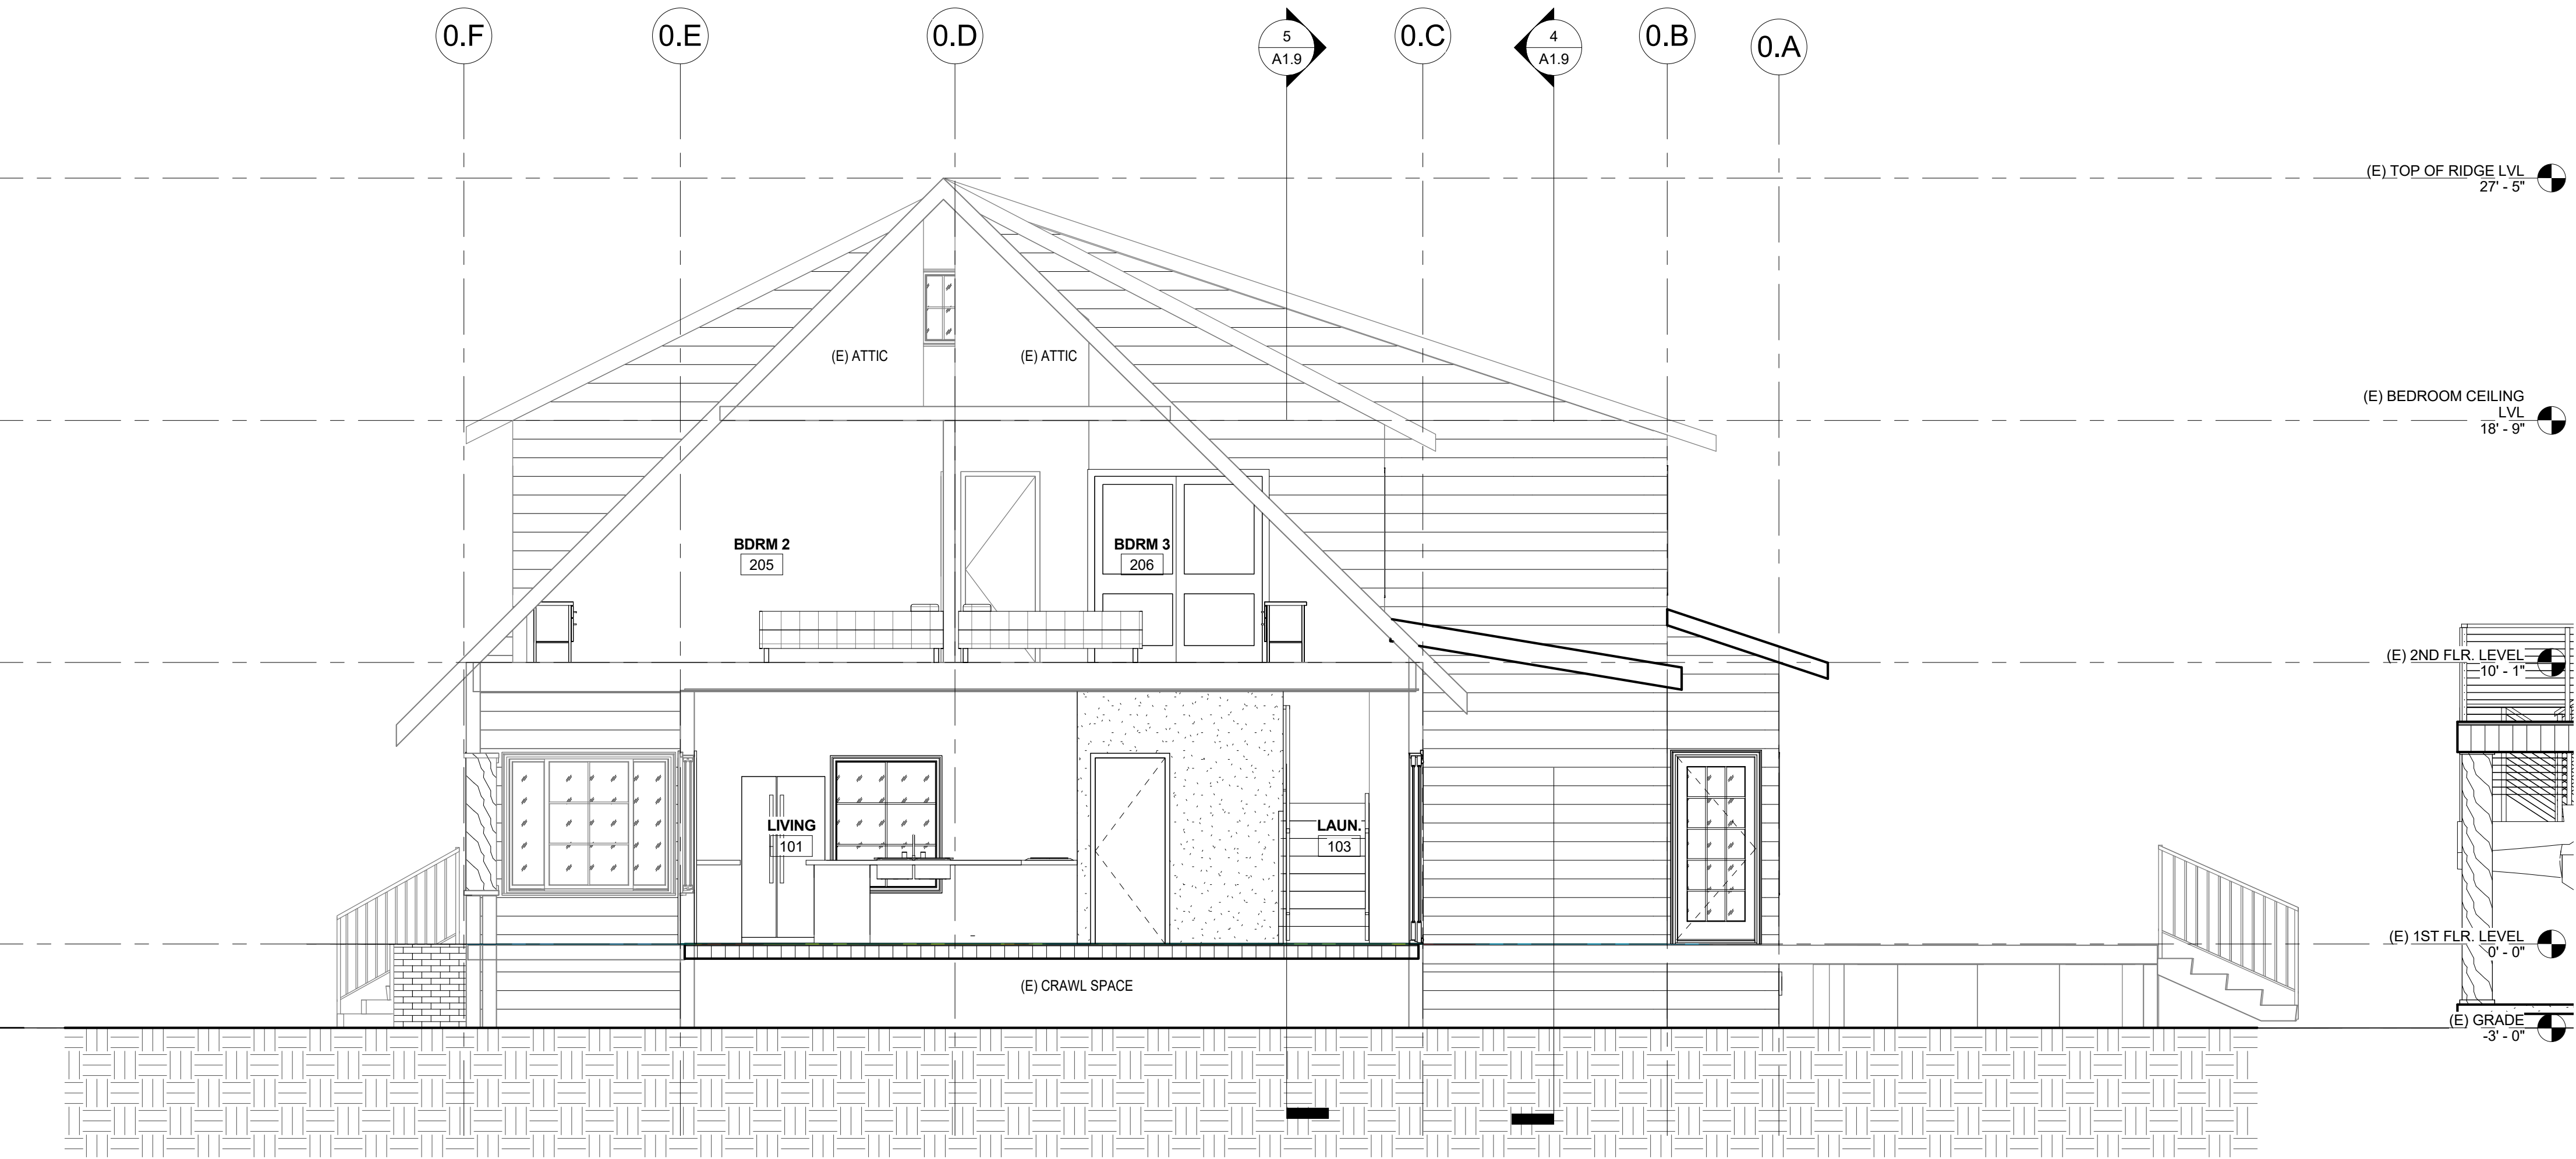 0.F
0.E
0.D
5
A1.9
0.C
4
A1.9
0.B
0.A
(E) TOP OF RIDGE LVL
27' - 5"
(E) ATTIC
(E) ATTIC
(E) BEDROOM CEILING
LVL
18' - 9"
BDRM 2
205
BDRM 3
206
(E) 2ND FLR. LEVEL
10' - 1"
LIVING
101
LAUN.
103
(E) 1ST FLR. LEVEL
0' - 0"
(E) CRAWL SPACE
(E) GRADE
-3' - 0"